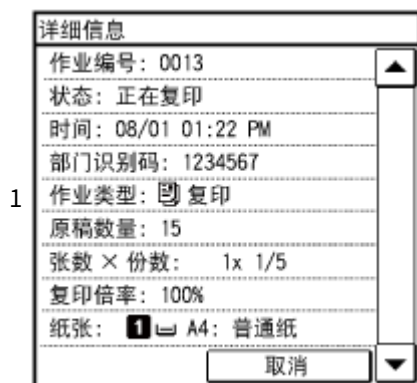 详细信息
作业编号: 0013
状态: 正在复印
时间: 08/01 01:22 PM
部门识别码: 1234567
1 作业类型: 复印
原稿数量: 15
张数 × 份数: 1x 1/5
复印倍率: 100%
纸张: 1 A4: 普通纸
取消